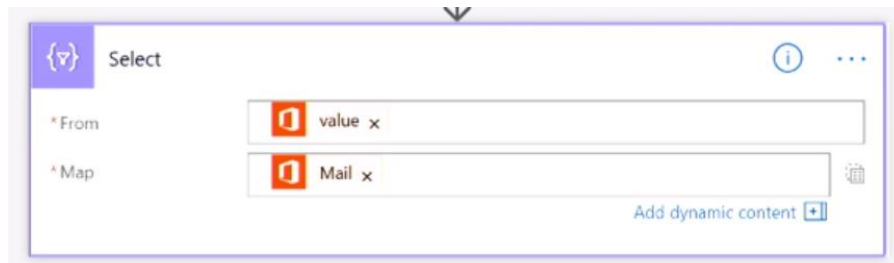 Select
* From value ×
* Map Mail ×
Add dynamic content